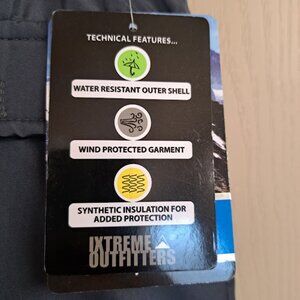 TECHNICAL FEATURES...
WATER RESISTANT OUTER SHELL
WIND PROTECTED GARMENT
SYNTHETIC INSULATION FOR
ADDED PROTECTION
IXTREME
OUTFITTERS